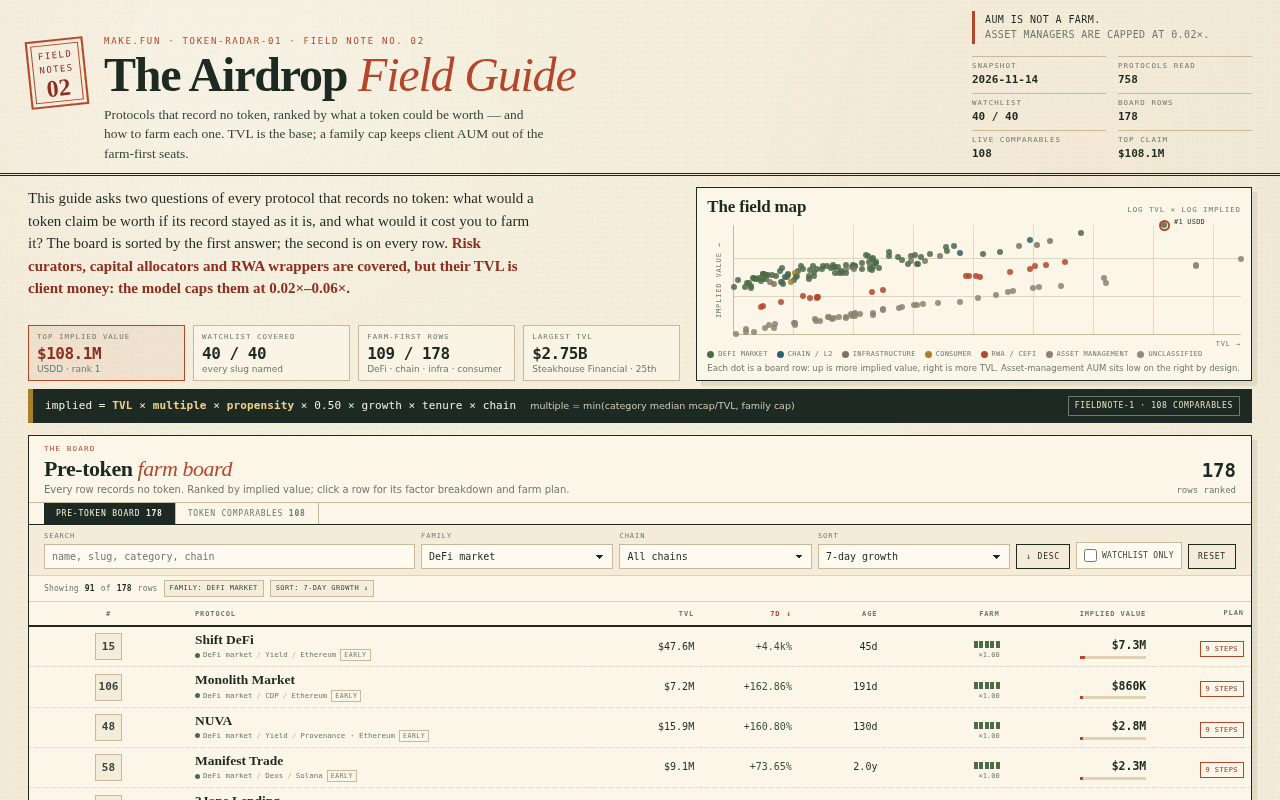 FIELD
NOTES
02
MAKE.FUN · TOKEN-RADAR-01 · FIELD NOTE NO. 02
The Airdrop Field Guide
Protocols that record no token, ranked by what a token could be worth — and
how to farm each one. TVL is the base; a family cap keeps client AUM out of the
farm-first seats.
AUM IS NOT A FARM.
ASSET MANAGERS ARE CAPPED AT 0.02×.
SNAPSHOT
2026-11-14
PROTOCOLS READ
758
WATCHLIST
40 / 40
BOARD ROWS
178
LIVE COMPARABLES
108
TOP CLAIM
$108.1M
This guide asks two questions of every protocol that records no token: what would a
token claim be worth if its record stayed as it is, and what would it cost you to farm
it? The board is sorted by the first answer; the second is on every row. Risk
curators, capital allocators and RWA wrappers are covered, but their TVL is
client money: the model caps them at 0.02×–0.06×.
TOP IMPLIED VALUE
$108.1M
USDD · rank 1
WATCHLIST COVERED
40 / 40
every slug named
FARM-FIRST ROWS
109 / 178
DeFi · chain · infra · consumer
LARGEST TVL
$2.75B
Steakhouse Financial · 25th
The field map
LOG TVL × LOG IMPLIED
#1 USDD
IMPLIED VALUE →
TVL →
DEFI MARKET
CHAIN / L2
INFRASTRUCTURE
CONSUMER
RWA / CEFI
ASSET MANAGEMENT
UNCLASSIFIED
Each dot is a board row: up is more implied value, right is more TVL. Asset-management AUM sits low on the right by design.
implied = TVL × multiple × propensity × 0.50 × growth × tenure × chain multiple = min(category median mcap/TVL, family cap)
FIELDNOTE-1 · 108 COMPARABLES
THE BOARD
Pre-token farm board
Every row records no token. Ranked by implied value; click a row for its factor breakdown and farm plan.
178
rows ranked
PRE-TOKEN BOARD 178
TOKEN COMPARABLES 108
SEARCH
name, slug, category, chain
FAMILY
DeFi market
CHAIN
All chains
SORT
7-day growth
↓ DESC
WATCHLIST ONLY
RESET
Showing 91 of 178 rows
FAMILY: DEFI MARKET
SORT: 7-DAY GROWTH ↓
# PROTOCOL TVL 7D ↓ AGE FARM IMPLIED VALUE PLAN
15
Shift DeFi
DeFi market / Yield / Ethereum EARLY
$47.6M +4.4k% 45d ×1.00 $7.3M 9 STEPS
106
Monolith Market
DeFi market / CDP / Ethereum EARLY
$7.2M +162.86% 191d ×1.00 $860K 9 STEPS
48
NUVA
DeFi market / Yield / Provenance · Ethereum EARLY
$15.9M +160.80% 130d ×1.00 $2.8M 9 STEPS
58
Manifest Trade
DeFi market / Dexs / Solana EARLY
$9.1M +73.65% 2.0y ×1.00 $2.3M 9 STEPS